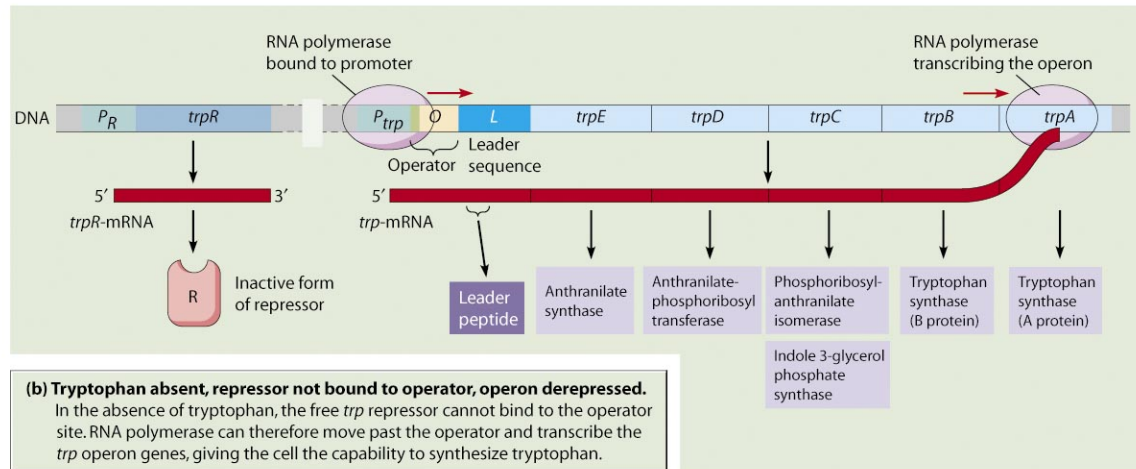 RNA polymerase
bound to promoter
RNA polymerase
transcribing the operon
DNA
PR
trpR
Ptrp
O
L
trpE
trpD
trpC
trpB
trpA
Operator
Leader
sequence
5′
3′
trpR-mRNA
5′
trp-mRNA
R
Inactive form
of repressor
Leader
peptide
Anthranilate
synthase
Anthranilate-
phosphoribosyl
transferase
Phosphoribosyl-
anthranilate
isomerase
Indole 3-glycerol
phosphate
synthase
Tryptophan
synthase
(B protein)
Tryptophan
synthase
(A protein)
(b) Tryptophan absent, repressor not bound to operator, operon derepressed.
In the absence of tryptophan, the free trp repressor cannot bind to the operator
site. RNA polymerase can therefore move past the operator and transcribe the
trp operon genes, giving the cell the capability to synthesize tryptophan.